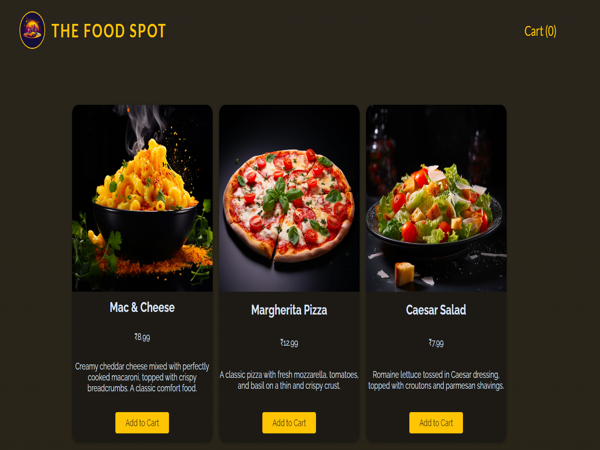 THE FOOD SPOT
Cart (0)
Mac & Cheese
₹8.99
Creamy cheddar cheese mixed with perfectly
cooked macaroni, topped with crispy
breadcrumbs. A classic comfort food.
Add to Cart
Margherita Pizza
₹12.99
A classic pizza with fresh mozzarella, tomatoes,
and basil on a thin and crispy crust.
Add to Cart
Caesar Salad
₹7.99
Romaine lettuce tossed in Caesar dressing,
topped with croutons and parmesan shavings.
Add to Cart